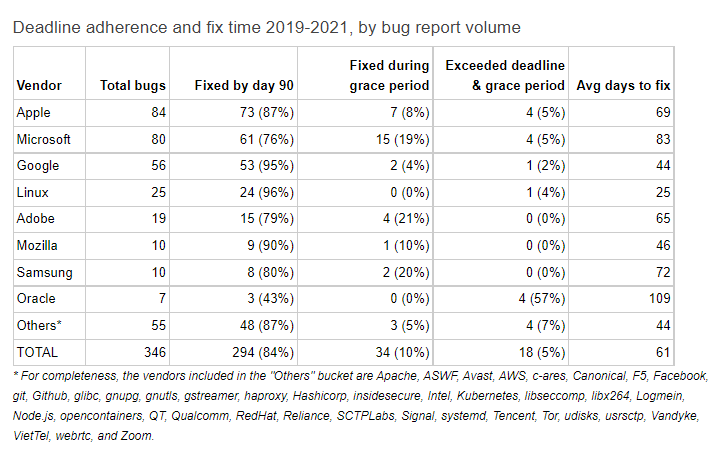 Deadline adherence and fix time 2019-2021, by bug report volume
Vendor Total bugs Fixed by day 90 Fixed during grace period Exceeded deadline & grace period Avg days to fix
Apple 84 73 (87%) 7 (8%) 4 (5%) 69
Microsoft 80 61 (76%) 15 (19%) 4 (5%) 83
Google 56 53 (95%) 2 (4%) 1 (2%) 44
Linux 25 24 (96%) 0 (0%) 1 (4%) 25
Adobe 19 15 (79%) 4 (21%) 0 (0%) 65
Mozilla 10 9 (90%) 1 (10%) 0 (0%) 46
Samsung 10 8 (80%) 2 (20%) 0 (0%) 72
Oracle 7 3 (43%) 0 (0%) 4 (57%) 109
Others* 55 48 (87%) 3 (5%) 4 (7%) 44
TOTAL 346 294 (84%) 34 (10%) 18 (5%) 61
* For completeness, the vendors included in the "Others" bucket are Apache, ASWF, Avast, AWS, c-ares, Canonical, F5, Facebook,
git, Github, glibc, gnupg, gnutls, gstreamer, haproxy, Hashicorp, insidesecure, Intel, Kubernetes, libseccomp, libx264, Logmein,
Node.js, opencontainers, QT, Qualcomm, RedHat, Reliance, SCTPLabs, Signal, systemd, Tencent, Tor, udisks, usrsctp, Vandyke,
VietTel, webrtc, and Zoom.